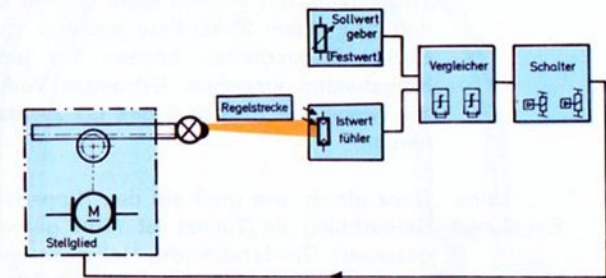 Sollwert
geber
(Festwert)
Vergleicher
Schalter
Regelstrecke
Istwert
fühler
M
Stellglied